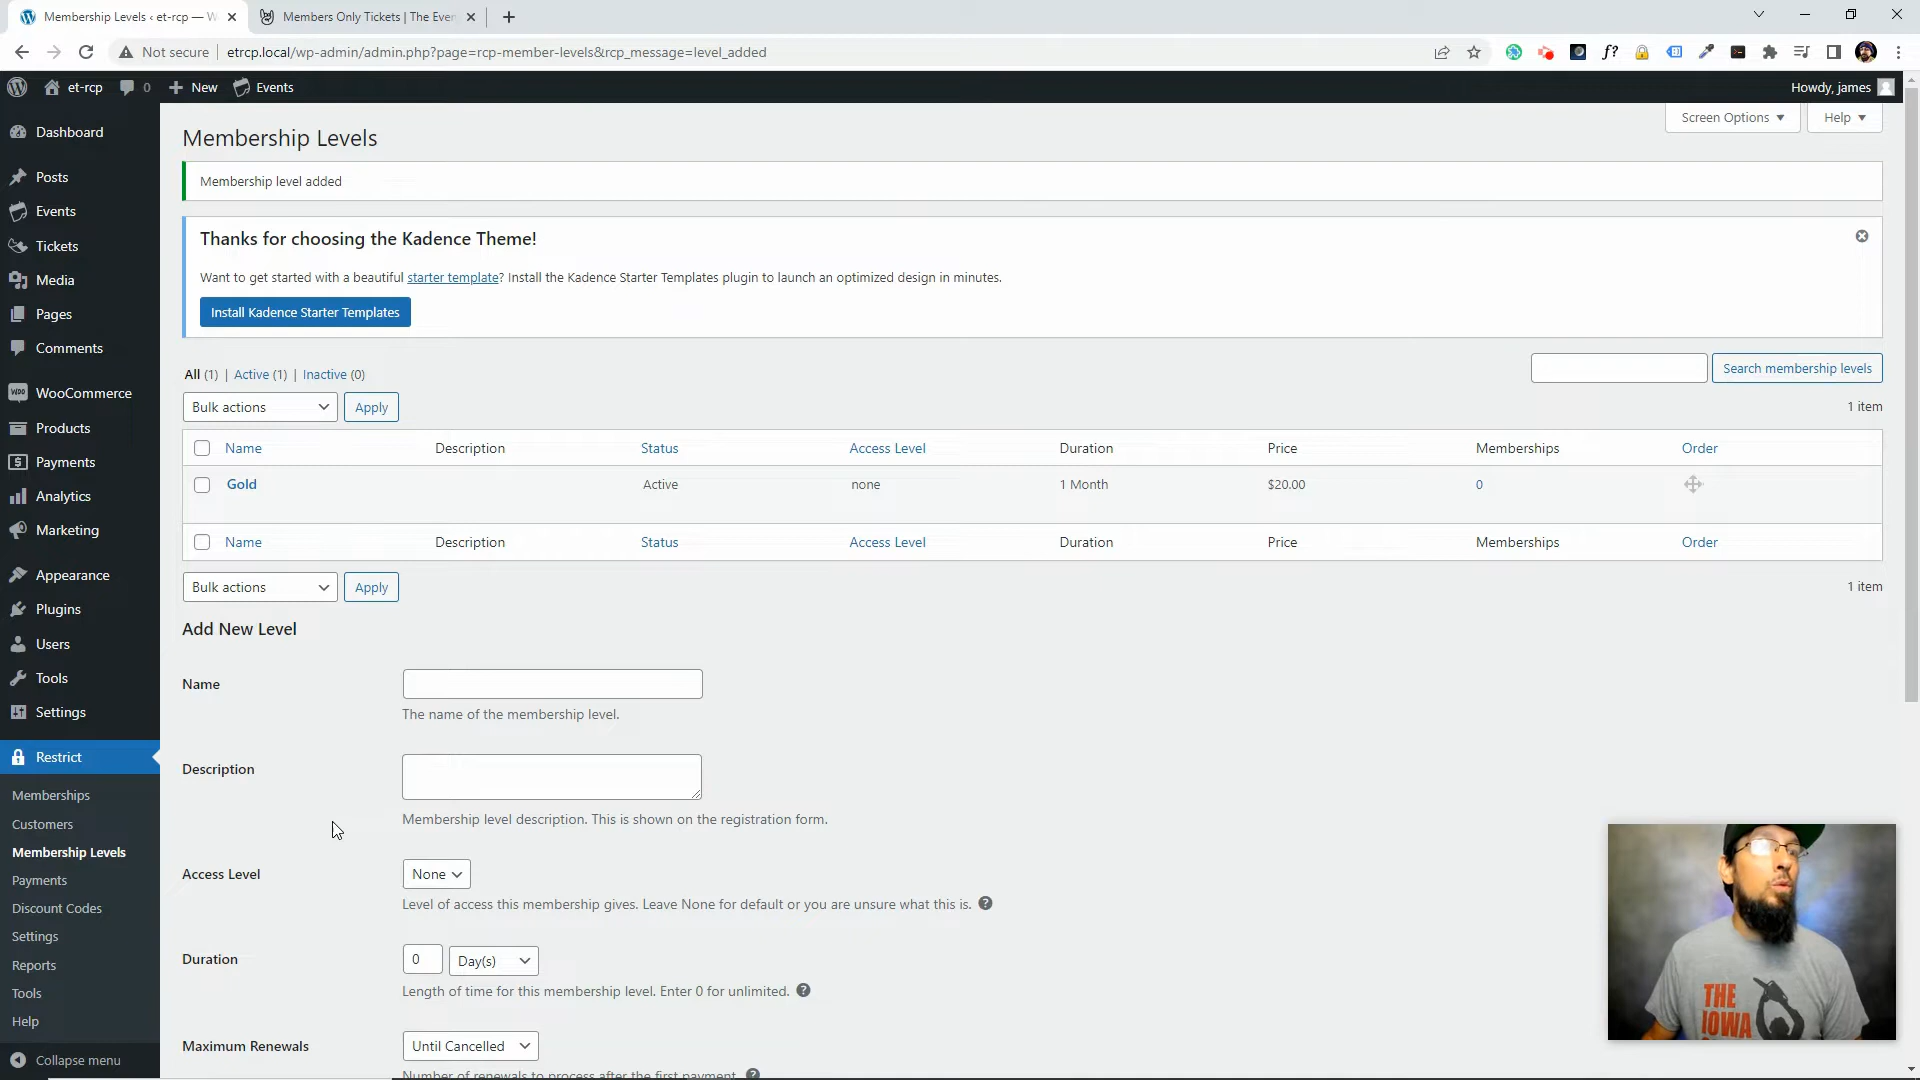 Membership Levels ‹ et-rcp — W
Members Only Tickets | The Even
Not secure
etrcp.local/wp-admin/admin.php?page=rcp-member-levels&rcp_message=level_added
f?
et-rcp
0
New
Events
Howdy, james
Screen Options
Help
Dashboard
Posts
Events
Tickets
Media
Pages
Comments
WooCommerce
Products
Payments
Analytics
Marketing
Appearance
Plugins
Users
Tools
Settings
Restrict
Memberships
Customers
Membership Levels
Payments
Discount Codes
Settings
Reports
Tools
Help
Collapse menu
Membership Levels
Membership level added
Thanks for choosing the Kadence Theme!
Want to get started with a beautiful starter template? Install the Kadence Starter Templates plugin to launch an optimized design in minutes.
Install Kadence Starter Templates
All (1) | Active (1) | Inactive (0)
Search membership levels
Bulk actions
Apply
1 item
Name Description Status Access Level Duration Price Memberships Order
Gold Active none 1 Month $20.00 0
Name Description Status Access Level Duration Price Memberships Order
Bulk actions
Apply
1 item
Add New Level
Name
The name of the membership level.
Description
Membership level description. This is shown on the registration form.
Access Level
None
Level of access this membership gives. Leave None for default or you are unsure what this is.
Duration
0
Day(s)
Length of time for this membership level. Enter 0 for unlimited.
Maximum Renewals
Until Cancelled
Number of renewals to process after the first payment.
THE
IOWA